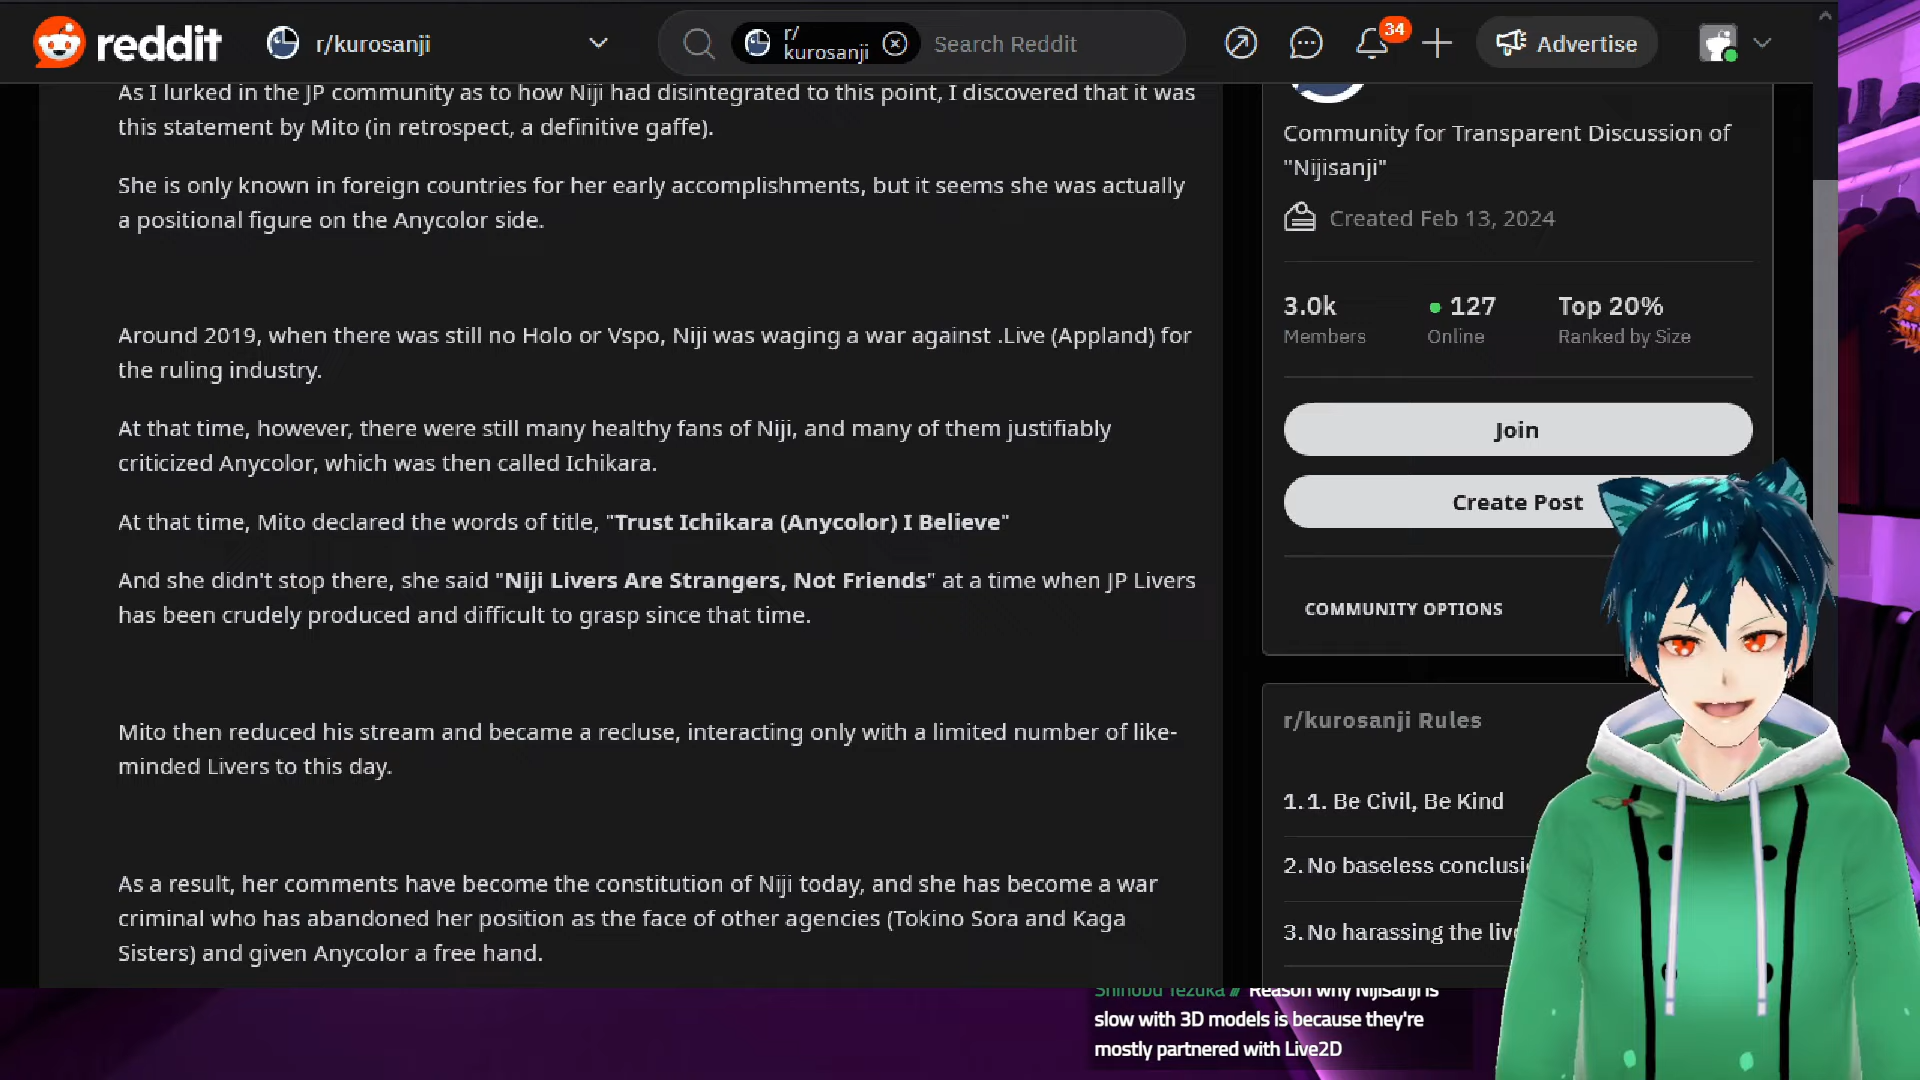 reddit
r/kurosanji
r/
kurosanji
Search Reddit
34
Advertise
As I lurked in the JP community as to how Niji had disintegrated to this point, I discovered that it was
this statement by Mito (in retrospect, a definitive gaffe).
She is only known in foreign countries for her early accomplishments, but it seems she was actually
a positional figure on the Anycolor side.
Around 2019, when there was still no Holo or Vspo, Niji was waging a war against .Live (Appland) for
the ruling industry.
At that time, however, there were still many healthy fans of Niji, and many of them justifiably
criticized Anycolor, which was then called Ichikara.
At that time, Mito declared the words of title, "Trust Ichikara (Anycolor) I Believe"
And she didn't stop there, she said "Niji Livers Are Strangers, Not Friends" at a time when JP Livers
has been crudely produced and difficult to grasp since that time.
Mito then reduced his stream and became a recluse, interacting only with a limited number of like-
minded Livers to this day.
As a result, her comments have become the constitution of Niji today, and she has become a war
criminal who has abandoned her position as the face of other agencies (Tokino Sora and Kaga
Sisters) and given Anycolor a free hand.
Community for Transparent Discussion of
"Nijisanji"
Created Feb 13, 2024
3.0k
Members
127
Online
Top 20%
Ranked by Size
Join
Create Post
COMMUNITY OPTIONS
r/kurosanji Rules
1. 1. Be Civil, Be Kind
2. No baseless conclusi
3. No harassing the liv
Shinobu Tezuka // Reason why Nijisanji is
slow with 3D models is because they're
mostly partnered with Live2D